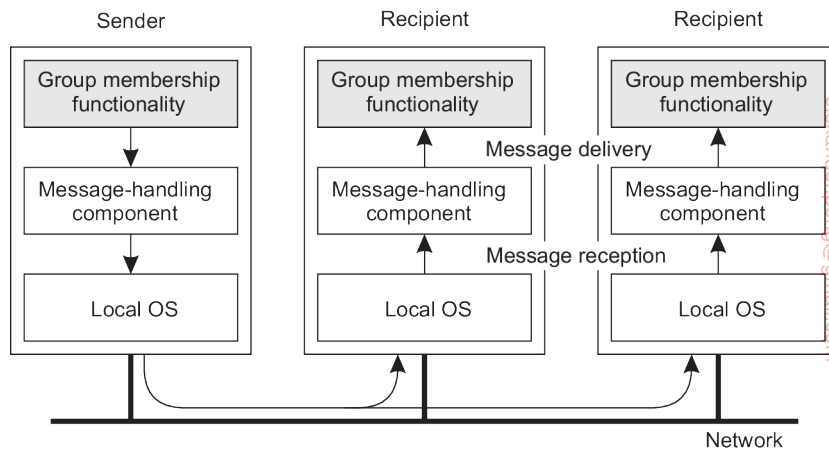 Sender
Recipient
Recipient
Group membership
functionality
Group membership
functionality
Group membership
functionality
Message delivery
Message-handling
component
Message-handling
component
Message-handling
component
Message reception
Local OS
Local OS
Local OS
Network